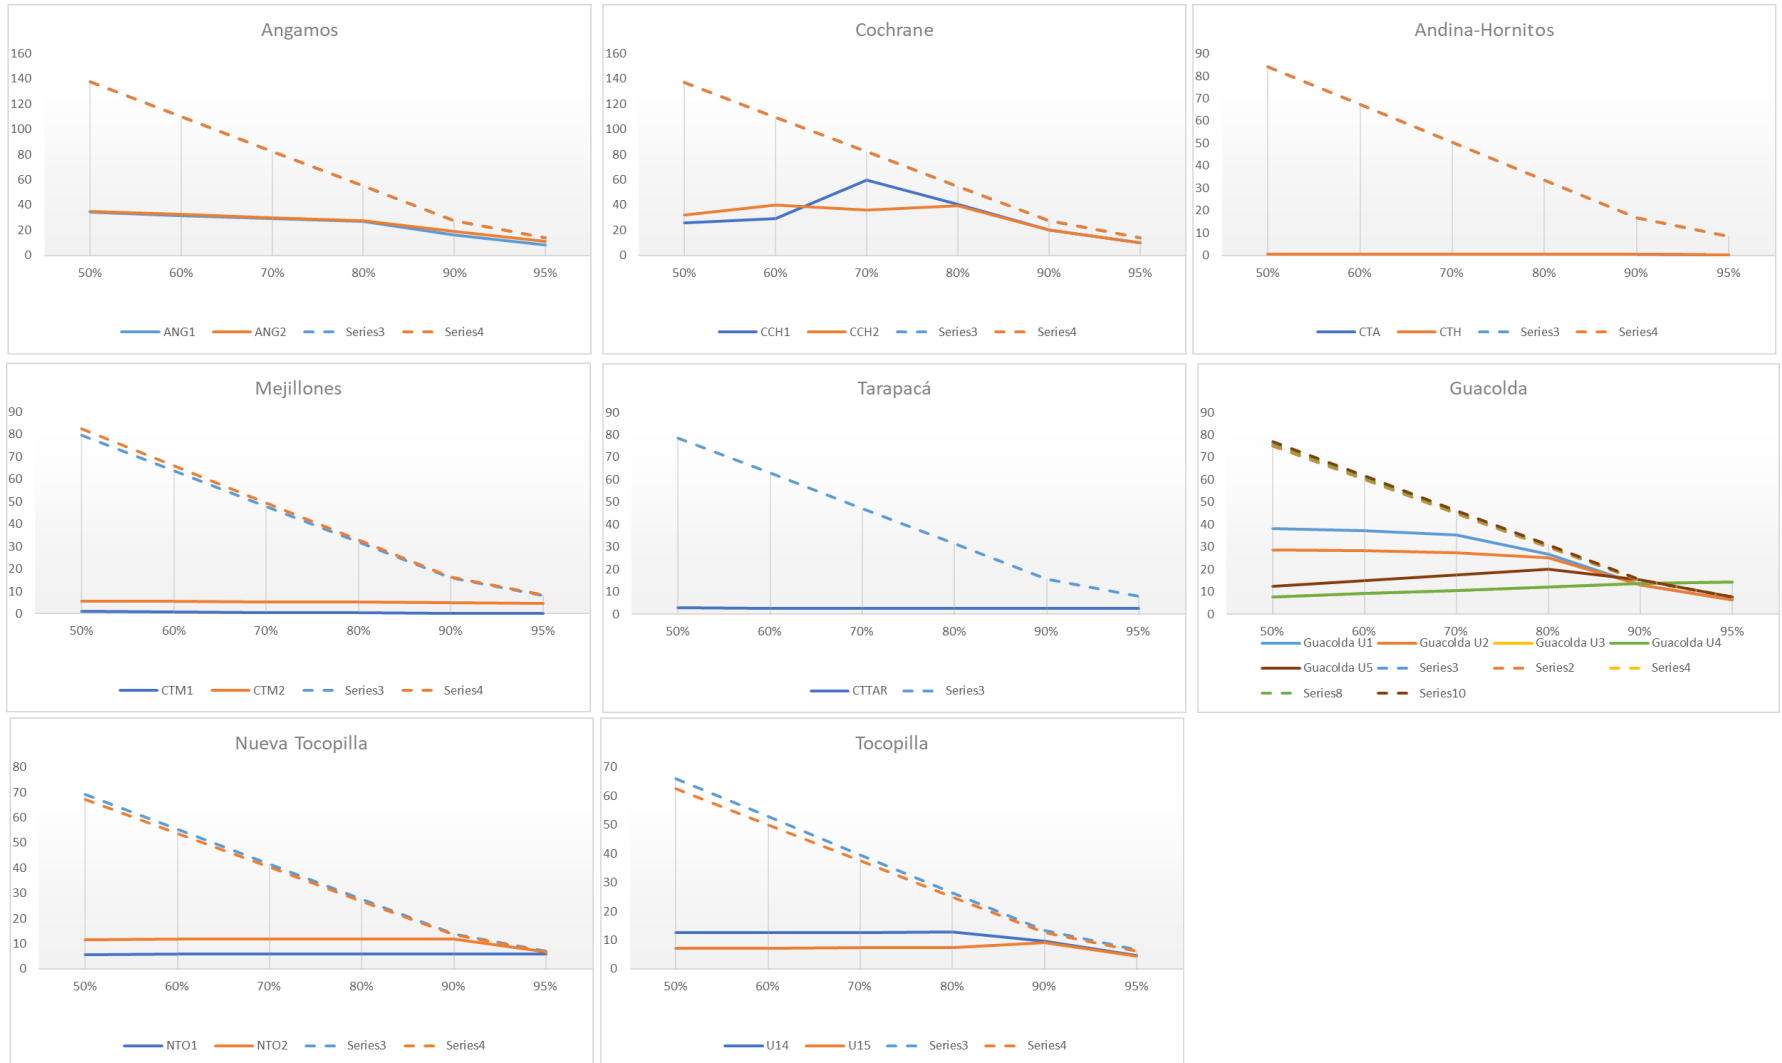 Angamos
160
140
120
100
80
60
40
20
0
50% 60% 70% 80% 90% 95%
ANG1 ANG2 Series3 Series4
Cochrane
160
140
120
100
80
60
40
20
0
50% 60% 70% 80% 90% 95%
CCH1 CCH2 Series3 Series4
Andina-Hornitos
90
80
70
60
50
40
30
20
10
0
50% 60% 70% 80% 90% 95%
CTA CTH Series3 Series4
Mejillones
90
80
70
60
50
40
30
20
10
0
50% 60% 70% 80% 90% 95%
CTM1 CTM2 Series3 Series4
Tarapacá
90
80
70
60
50
40
30
20
10
0
50% 60% 70% 80% 90% 95%
CTTAR Series3
Guacolda
90
80
70
60
50
40
30
20
10
0
50% 60% 70% 80% 90% 95%
Guacolda U1 Guacolda U2 Guacolda U3 Guacolda U4
Guacolda U5 Series3 Series2 Series4
Series8 Series10
Nueva Tocopilla
80
70
60
50
40
30
20
10
0
50% 60% 70% 80% 90% 95%
NTO1 NTO2 Series3 Series4
Tocopilla
70
60
50
40
30
20
10
0
50% 60% 70% 80% 90% 95%
U14 U15 Series3 Series4